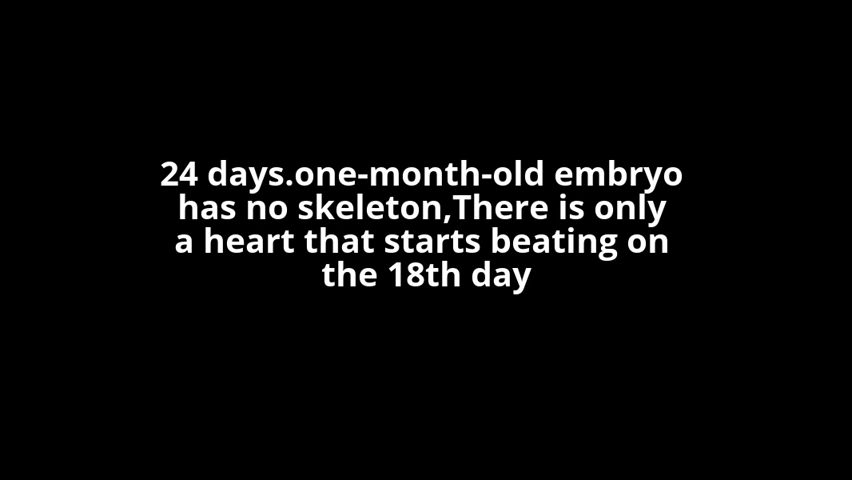 24 days.one-month-old embryo
has no skeleton,There is only
a heart that starts beating on
the 18th day